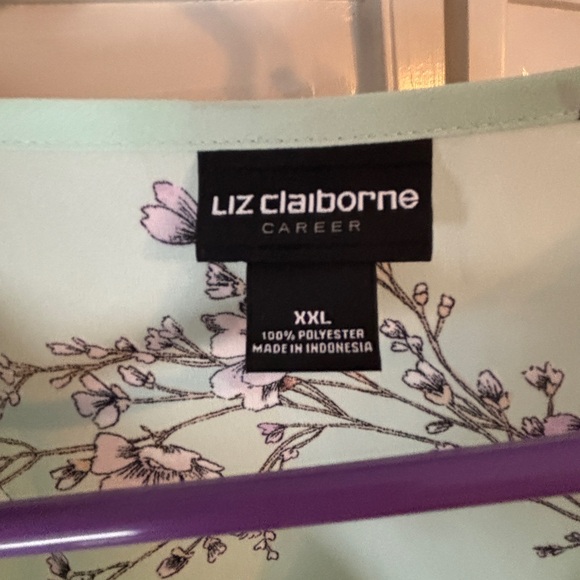 LIZ claiborne
CAREER
XXL
100% POLYESTER
MADE IN INDONESIA